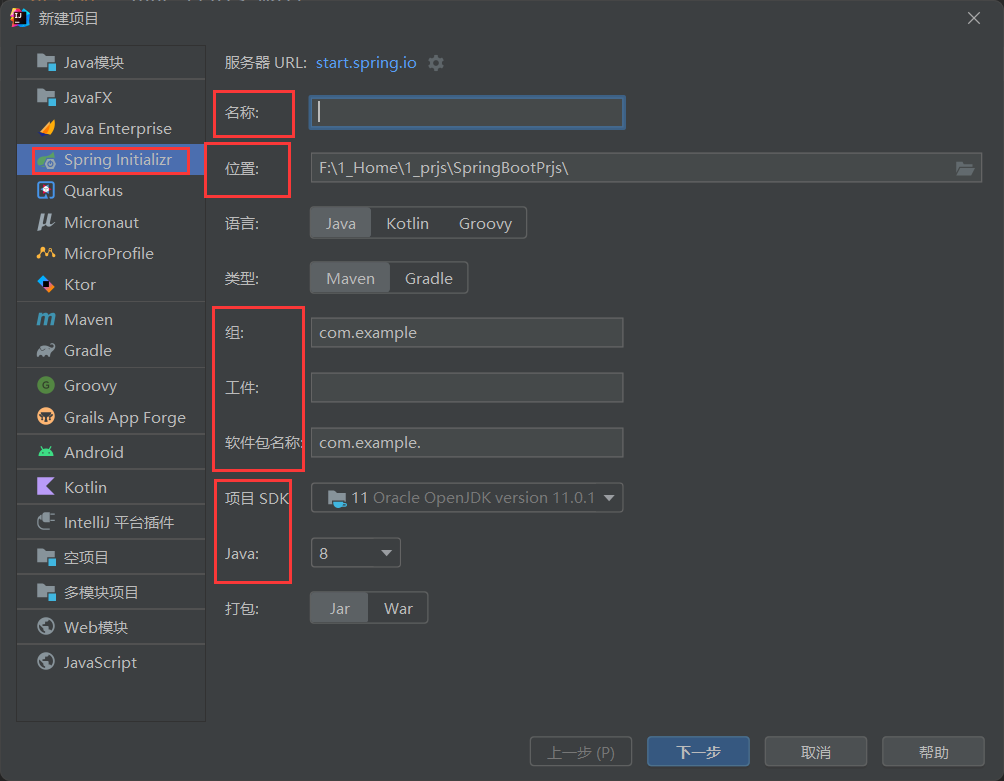 新建项目
Java模块
JavaFX
Java Enterprise
Spring Initializr
Quarkus
Micronaut
MicroProfile
Ktor
Maven
Gradle
Groovy
Grails App Forge
Android
Kotlin
IntelliJ 平台插件
空项目
多模块项目
Web模块
JavaScript
服务器 URL: start.spring.io
名称:
位置: F:\1_Home\1_prjs\SpringBootPrjs\
语言: Java Kotlin Groovy
类型: Maven Gradle
组: com.example
工件:
软件包名称: com.example.
项目 SDK 11 Oracle OpenJDK version 11.0.1
Java: 8
打包: Jar War
上一步 (P) 下一步 取消 帮助